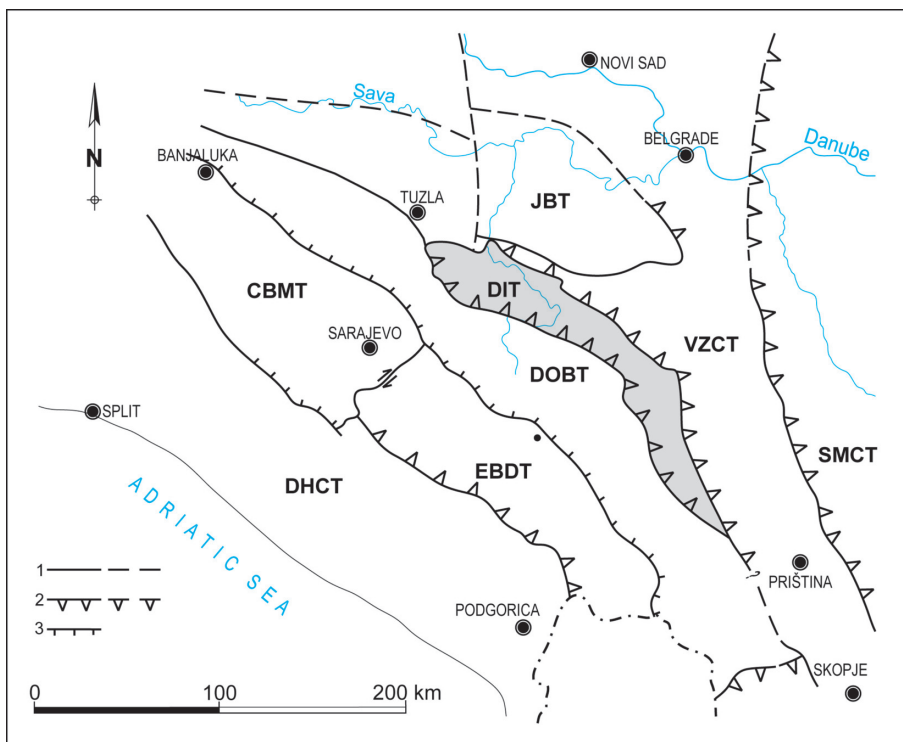 NOVI SAD
Sava
BELGRADE
Danube
N
BANJALUKA
TUZLA
JBT
CBMT
DIT
SARAJEVO
VZCT
DOBT
SPLIT
SMCT
EBDT
DHCT
ADRIATIC SEA
1
2
3
PRIŠTINA
PODGORICA
SKOPJE
0 100 200 km